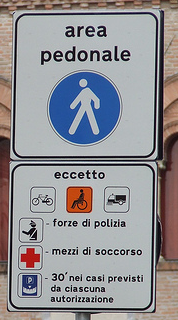 area
pedonale
eccetto
- forze di polizia
- mezzi di soccorso
- 30' nei casi previsti
da ciascuna
autorizzazione